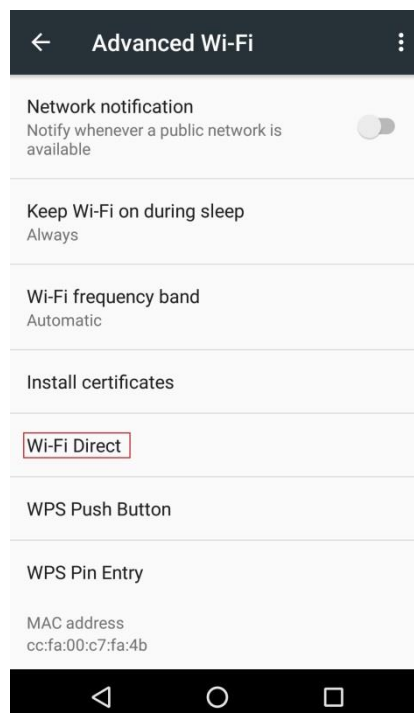 Advanced Wi-Fi
Network notification
Notify whenever a public network is
available
Keep Wi-Fi on during sleep
Always
Wi-Fi frequency band
Automatic
Install certificates
Wi-Fi Direct
WPS Push Button
WPS Pin Entry
MAC address
cc:fa:00:c7:fa:4b